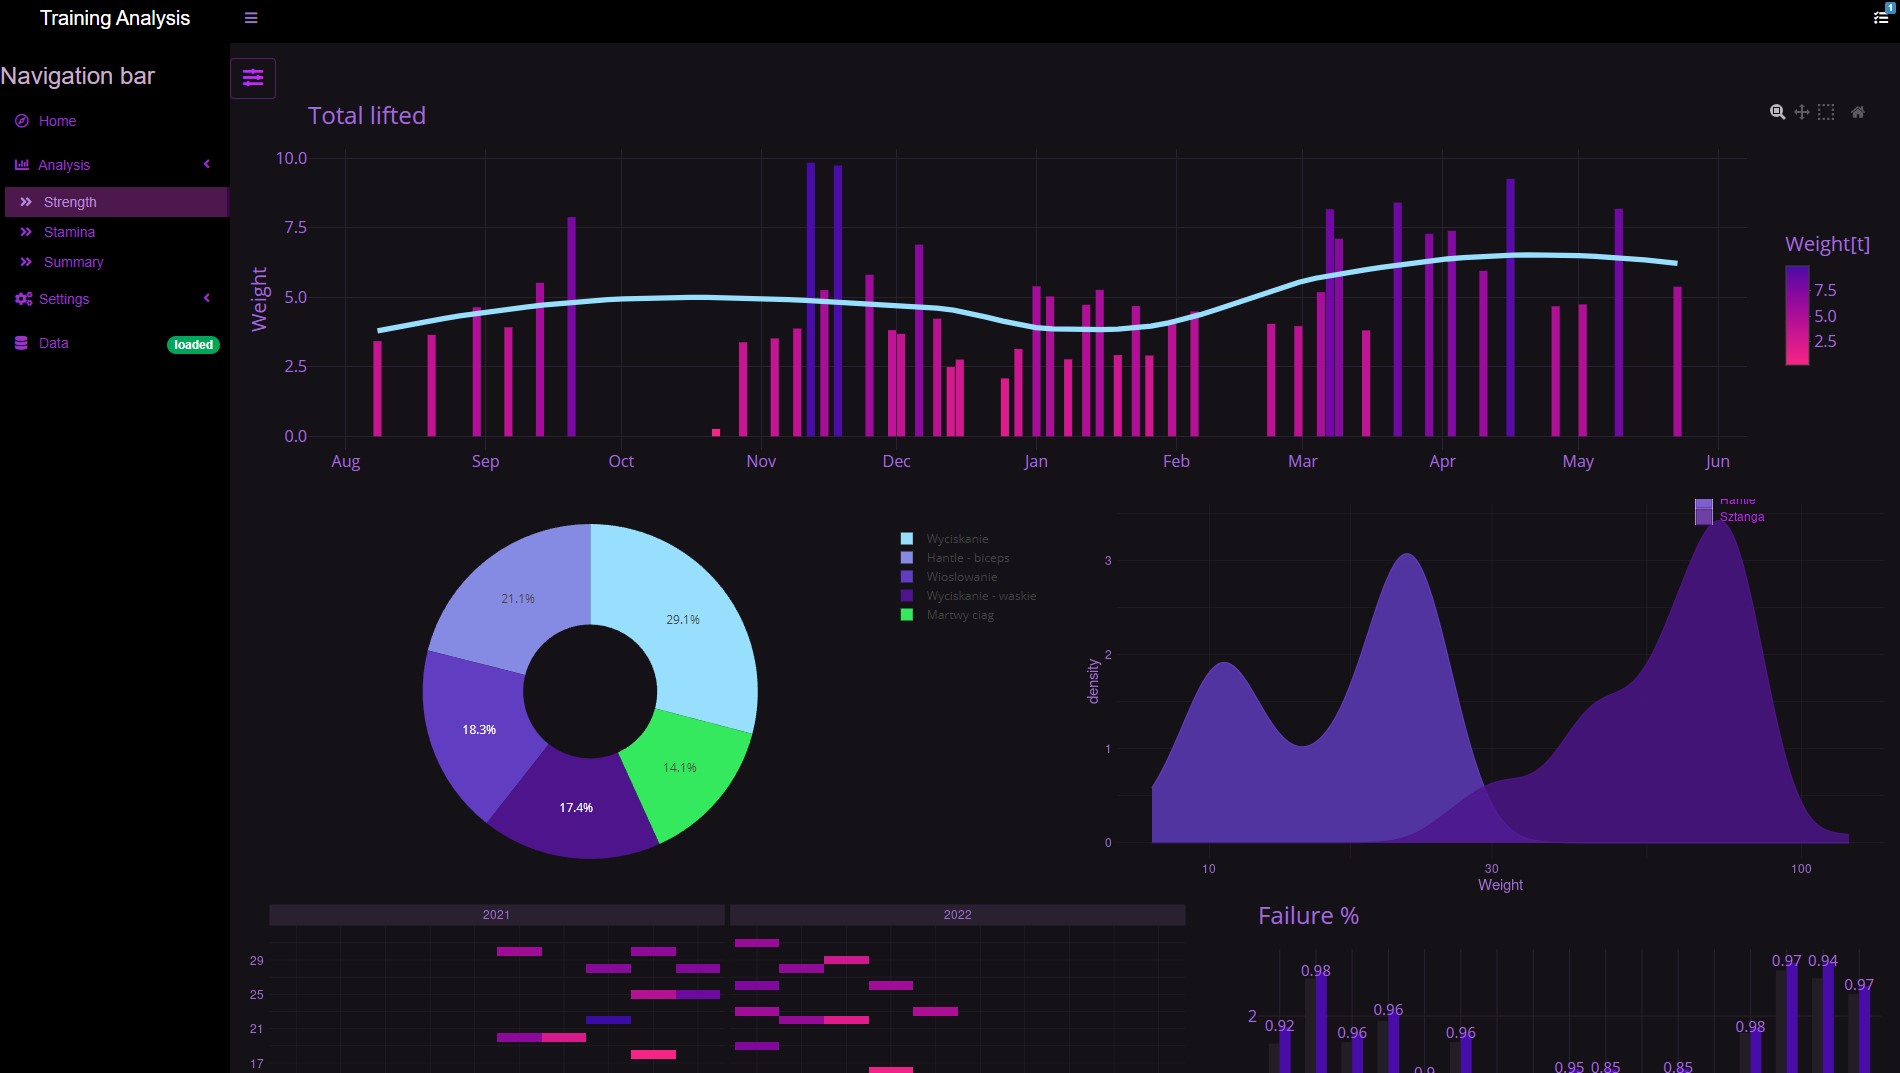 Training Analysis
1
Navigation bar
Home
Analysis
Strength
Stamina
Summary
Settings
Data
loaded
Total lifted
Weight
10.0
7.5
5.0
2.5
0.0
Aug Sep Oct Nov Dec Jan Feb Mar Apr May Jun
Weight[t]
7.5
5.0
2.5
29.1%
21.1%
18.3%
17.4%
14.1%
Wyciskanie
Hantle - biceps
Wioslowanie
Wyciskanie - waskie
Martwy ciag
Hantle
Sztanga
density
3
2
1
0
10 30 100
Weight
2021 2022
29
25
21
17
Failure %
2
0.92 0.98 0.96 0.96 0.9 0.96 0.95 0.85 0.85 0.98 0.97 0.94 0.97